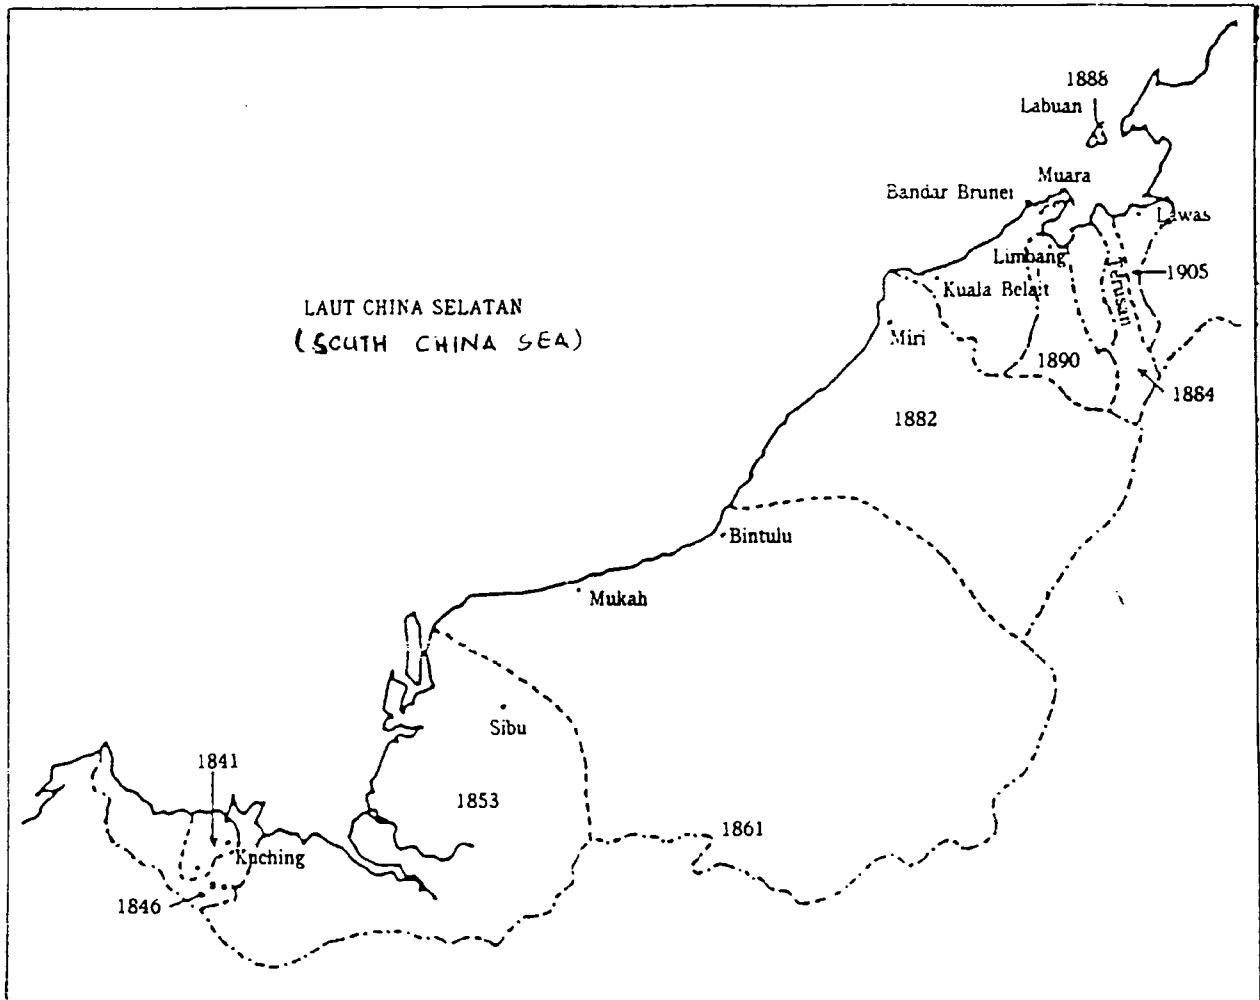 1888
Labuan
Muara
Bandar Brunei
Lawas
Limbang
Terusan
1905
Kuala Belait
LAUT CHINA SELATAN
(SOUTH CHINA SEA)
Miri
1890
1884
1882
Bintulu
Mukah
Sibu
1841
1853
1861
Kuching
1846